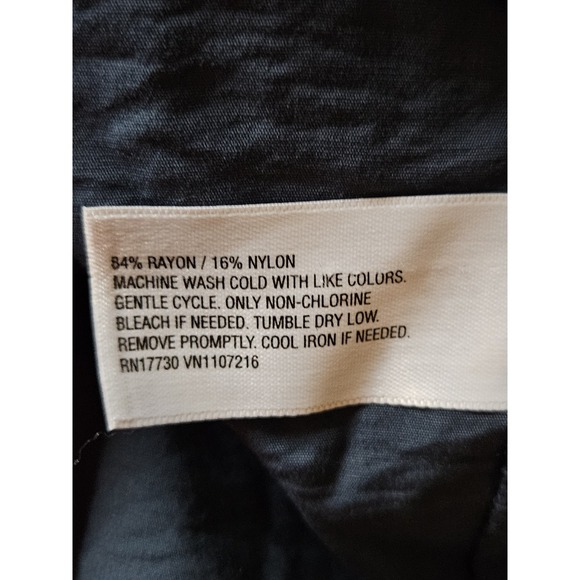 84% RAYON / 16% NYLON
MACHINE WASH COLD WITH LIKE COLORS.
GENTLE CYCLE. ONLY NON-CHLORINE
BLEACH IF NEEDED. TUMBLE DRY LOW.
REMOVE PROMPTLY. COOL IRON IF NEEDED.
RN17730 VN1107216